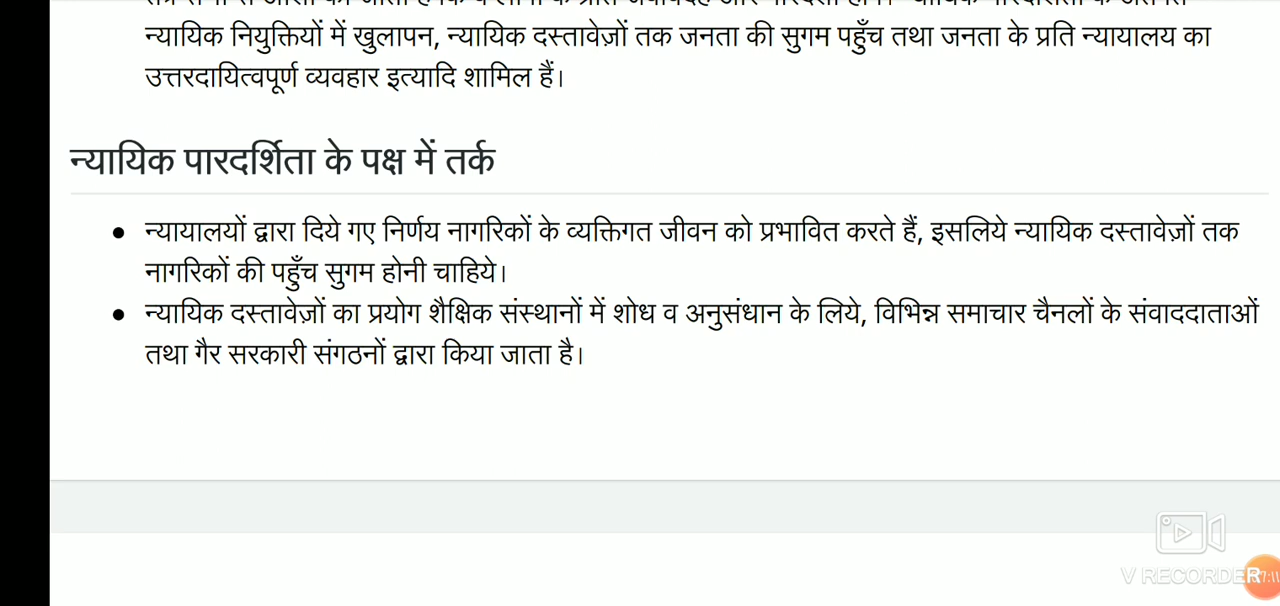 न्यायिक नियुक्तियों में खुलापन, न्यायिक दस्तावेज़ों तक जनता की सुगम पहुँच तथा जनता के प्रति न्यायालय का
उत्तरदायित्वपूर्ण व्यवहार इत्यादि शामिल हैं।
न्यायिक पारदर्शिता के पक्ष में तर्क
● न्यायालयों द्वारा दिये गए निर्णय नागरिकों के व्यक्तिगत जीवन को प्रभावित करते हैं, इसलिये न्यायिक दस्तावेज़ों तक
नागरिकों की पहुँच सुगम होनी चाहिये।
● न्यायिक दस्तावेज़ों का प्रयोग शैक्षिक संस्थानों में शोध व अनुसंधान के लिये, विभिन्न समाचार चैनलों के संवाददाताओं
तथा गैर सरकारी संगठनों द्वारा किया जाता है।
V RECORDER